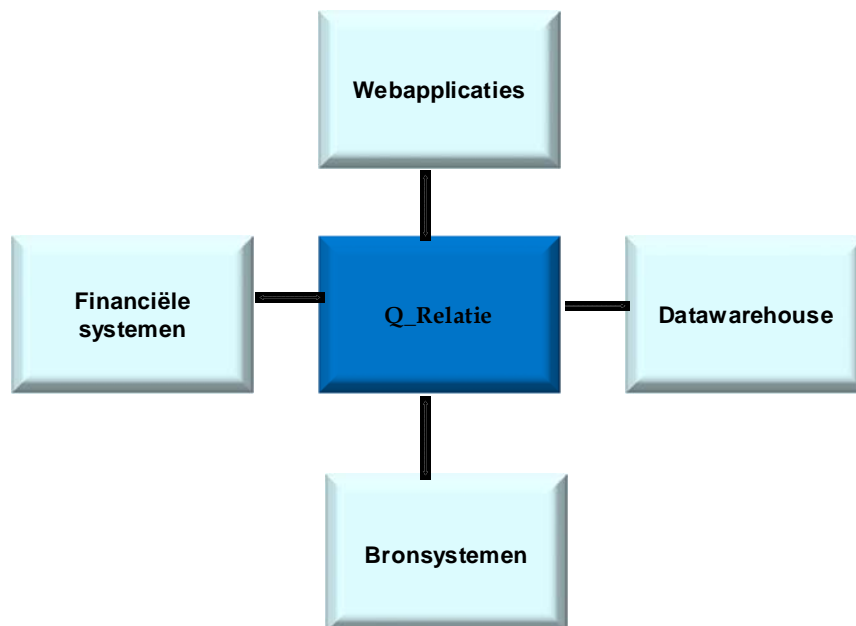 Webapplicaties
Financiële
systemen
Q_Relatie
Datawarehouse
Bronsystemen